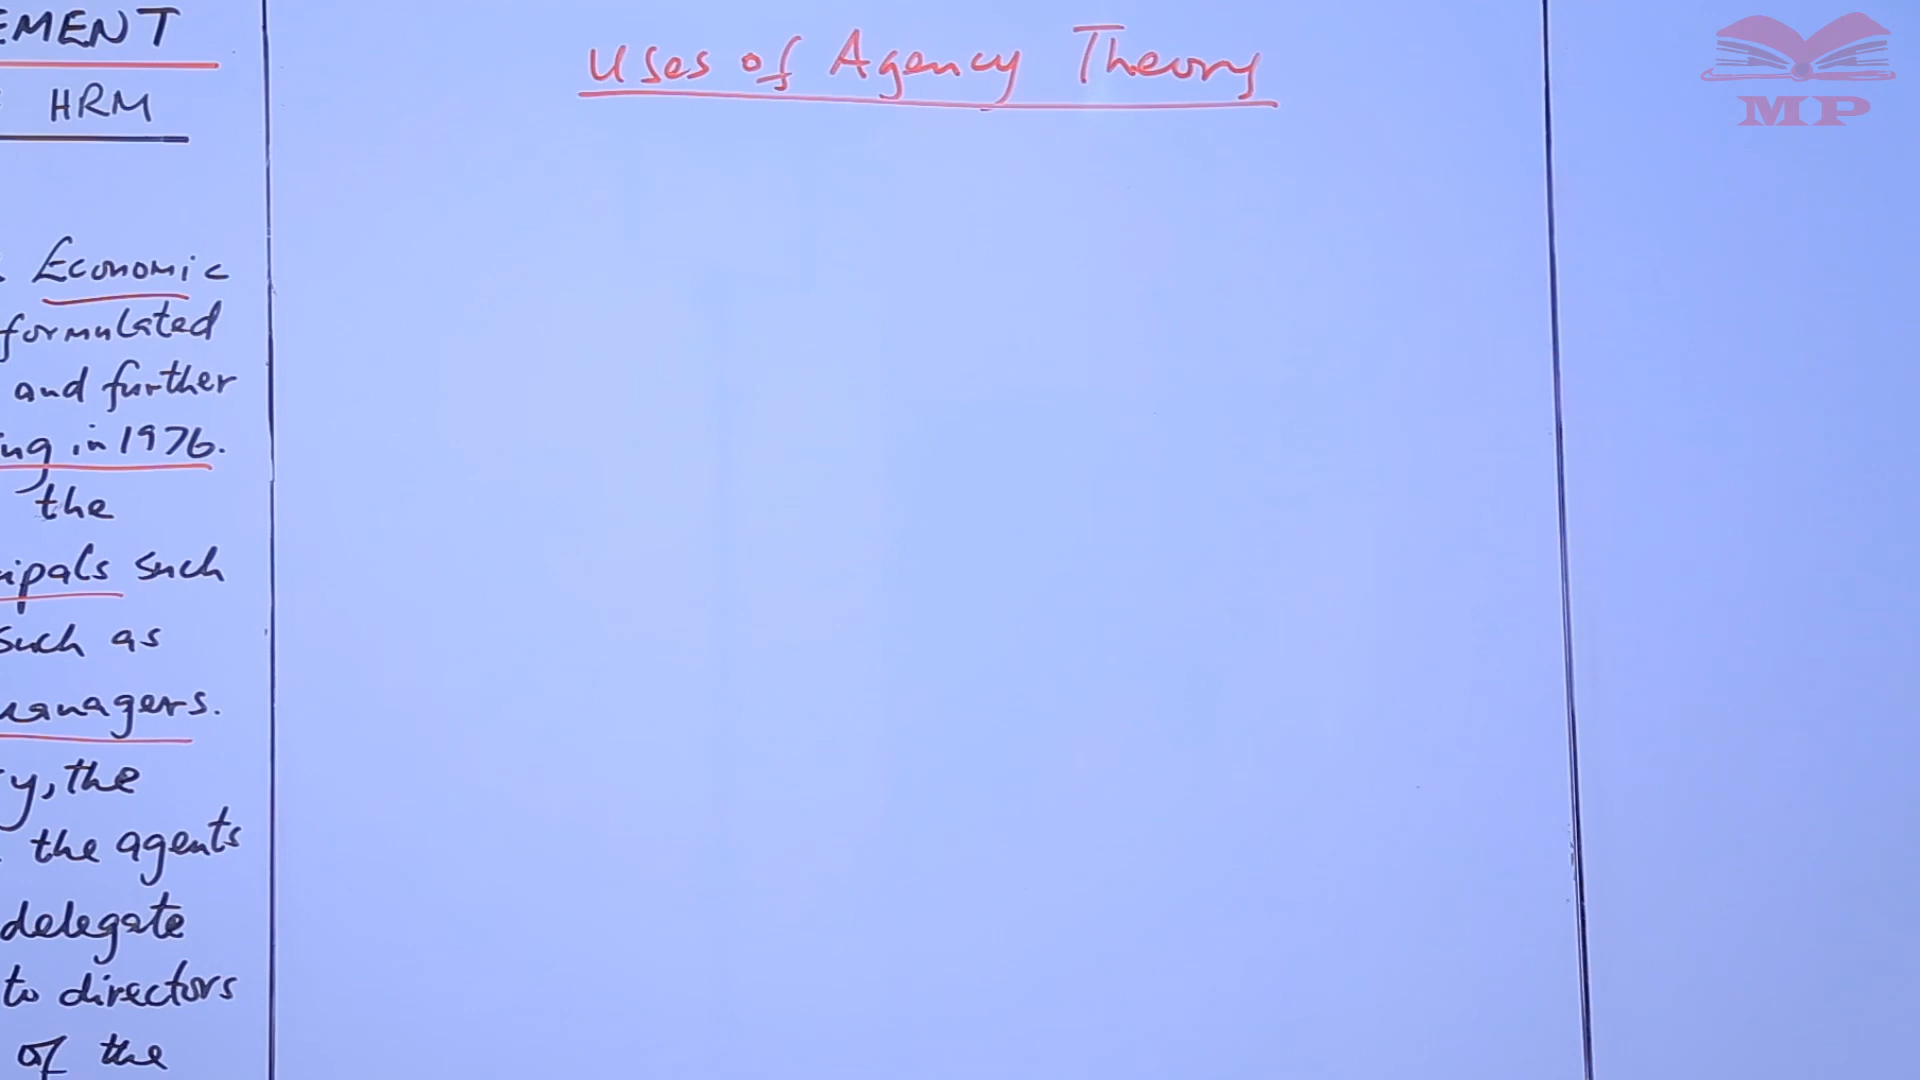 EMENT
HRM
Economic
formulated
and further
ng in 1976.
the
ipals such
such as
managers.
y, the
the agents
delegate
to directors
of the
Uses of Agency Theory
MP